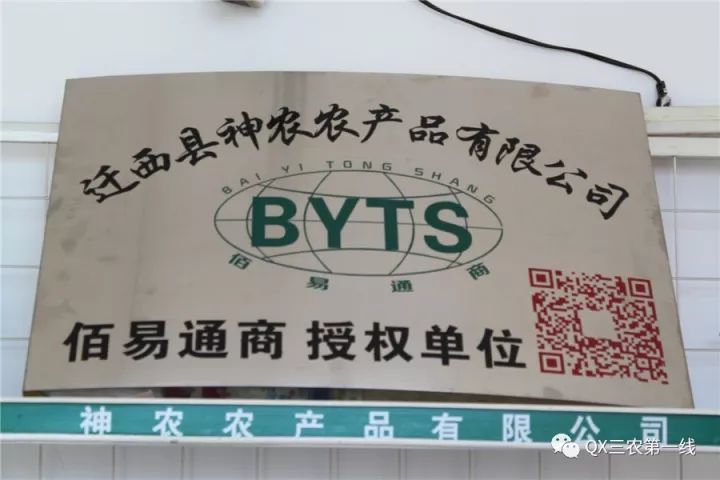 迁西县神农农产品有限公司
BAI YI TONG SHANG
BYTS
佰易通商
佰易通商 授权单位
神农农产品有限公司
QX三农第一线